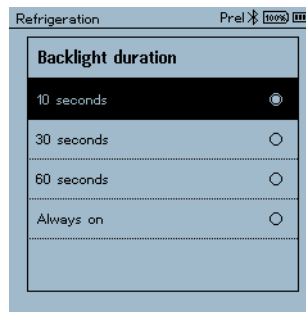 Refrigeration Prel 100%
Backlight duration
10 seconds
30 seconds
60 seconds
Always on